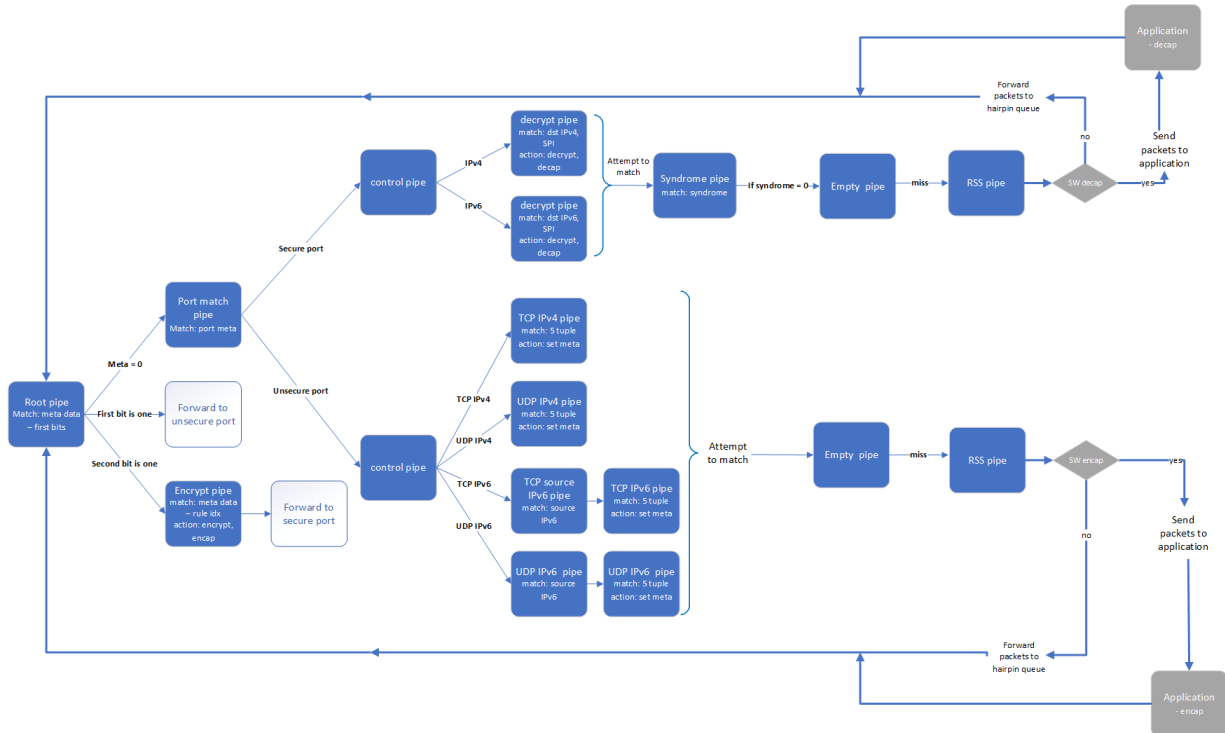 Application
- decap
Forward
packets to
hairpin queue
no
Send
packets to
application
decrypt pipe
match: dst IPv4,
SPI
action: decrypt,
decap
IPv4
control pipe
IPv6
decrypt pipe
match: dst IPv6,
SPI
action: decrypt,
decap
Attempt to
match
Syndrome pipe
match: syndrome
If syndrome = 0
Empty pipe
miss
RSS pipe
SW decap
yes
Secure port
Port match
pipe
Match: port meta
Meta = 0
Unsecure port
Root pipe
Match: meta data
– first bits
First bit is one
Forward to
unsecure port
Second bit is one
Encrypt pipe
match: meta data
– rule idx
action: encrypt,
encap
Forward to
secure port
control pipe
TCP IPv4
UDP IPv4
TCP IPv6
UDP IPv6
TCP IPv4 pipe
match: 5 tuple
action: set meta
UDP IPv4 pipe
match: 5 tuple
action: set meta
TCP source
IPv6 pipe
match: source
IPv6
TCP IPv6 pipe
match: 5 tuple
action: set meta
UDP IPv6 pipe
match: source
IPv6
UDP IPv6 pipe
match: 5 tuple
action: set meta
Attempt
to match
Empty pipe
miss
RSS pipe
SW encap
yes
no
Send
packets to
application
Forward
packets to
hairpin queue
Application
- encap